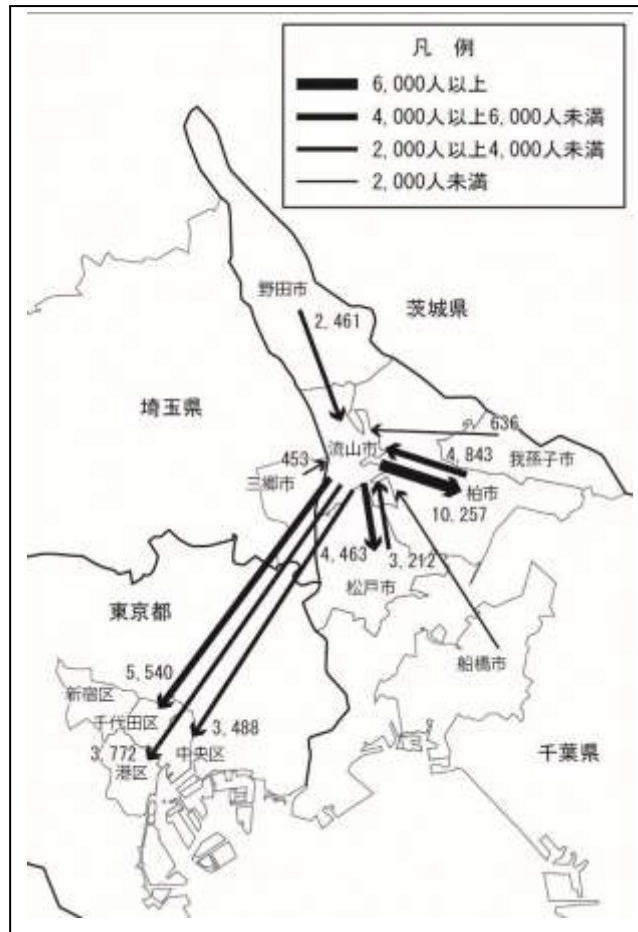 凡 例
6,000人以上
4,000人以上6,000人未満
2,000人以上4,000人未満
2,000人未満
野田市
2,461
茨城県
埼玉県
636
流山市
我孫子市
4,843
453
三郷市
柏市
10,257
4,463
3,212
松戸市
東京都
船橋市
5,540
新宿区
千代田区
3,488
3,772
中央区
港区
千葉県